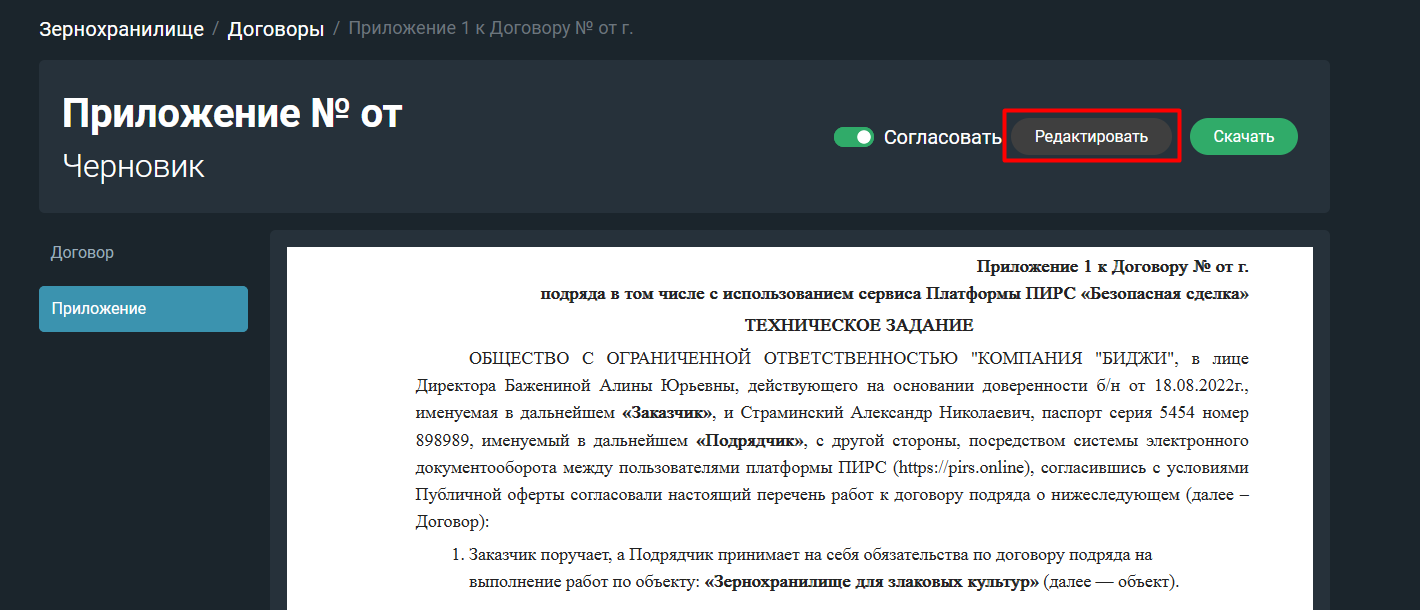 Зернохранилище / Договоры / Приложение 1 к Договору № от г.
Приложение № от
Черновик
Согласовать
Редактировать
Скачать
Договор
Приложение
Приложение 1 к Договору № от г.
подряда в том числе с использованием сервиса Платформы ПИРС «Безопасная сделка»
ТЕХНИЧЕСКОЕ ЗАДАНИЕ
ОБЩЕСТВО С ОГРАНИЧЕННОЙ ОТВЕТСТВЕННОСТЬЮ "КОМПАНИЯ "БИДЖИ", в лице
Директора Бажениной Алины Юрьевны, действующего на основании доверенности б/н от 18.08.2022г.,
именуемая в дальнейшем «Заказчик», и Страминский Александр Николаевич, паспорт серия 5454 номер
898989, именуемый в дальнейшем «Подрядчик», с другой стороны, посредством системы электронного
документооборота между пользователями платформы ПИРС (https://pirs.online), согласившись с условиями
Публичной оферты согласовали настоящий перечень работ к договору подряда о нижеследующем (далее –
Договор):
1. Заказчик поручает, а Подрядчик принимает на себя обязательства по договору подряда на
выполнение работ по объекту: «Зернохранилище для злаковых культур» (далее — объект).